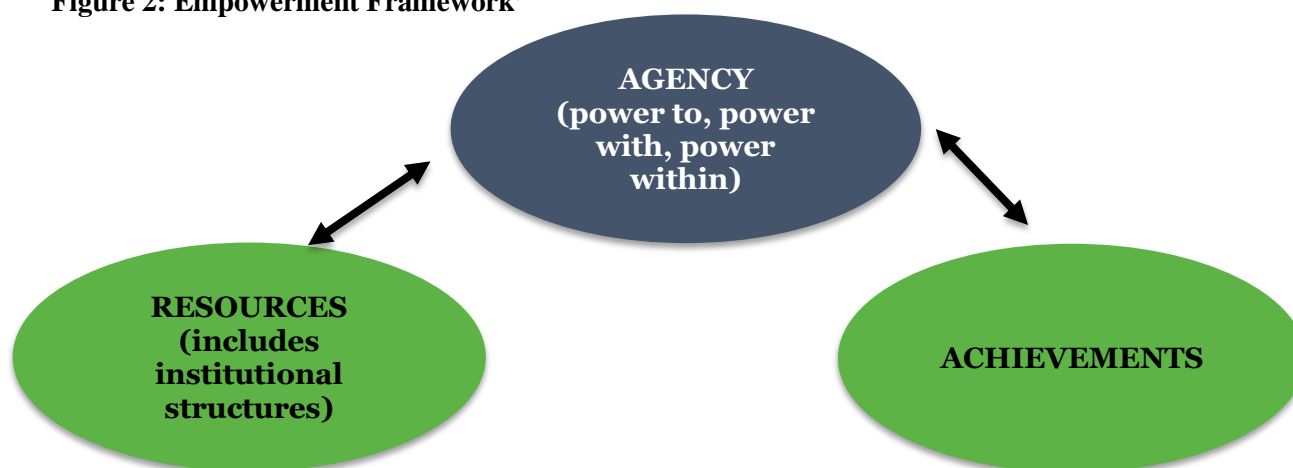 Figure 2: Empowerment Framework
AGENCY
(power to, power
with, power
within)
RESOURCES
(includes
institutional
structures)
ACHIEVEMENTS